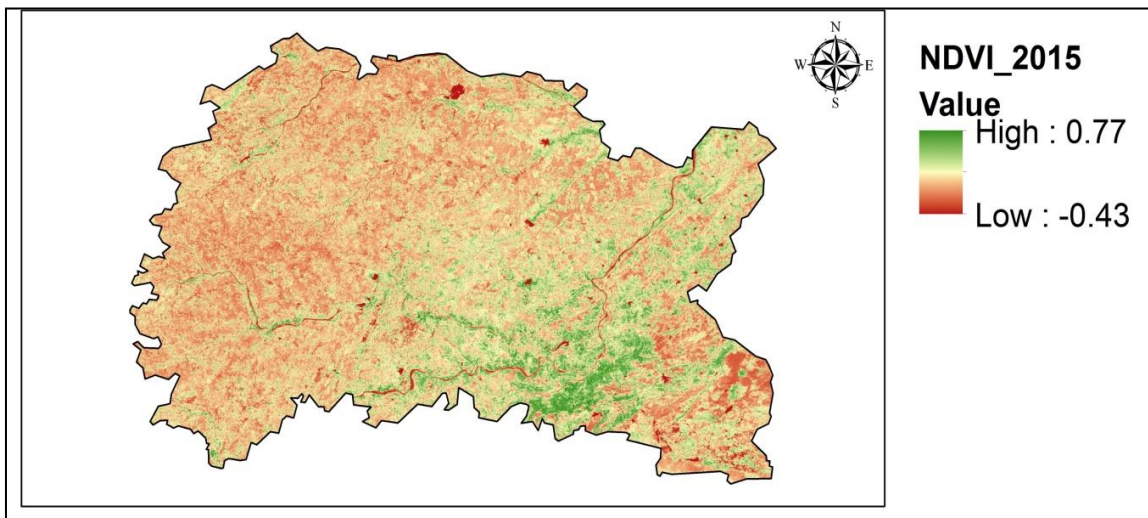 N
W E
S
NDVI_2015
Value
High : 0.77
Low : -0.43